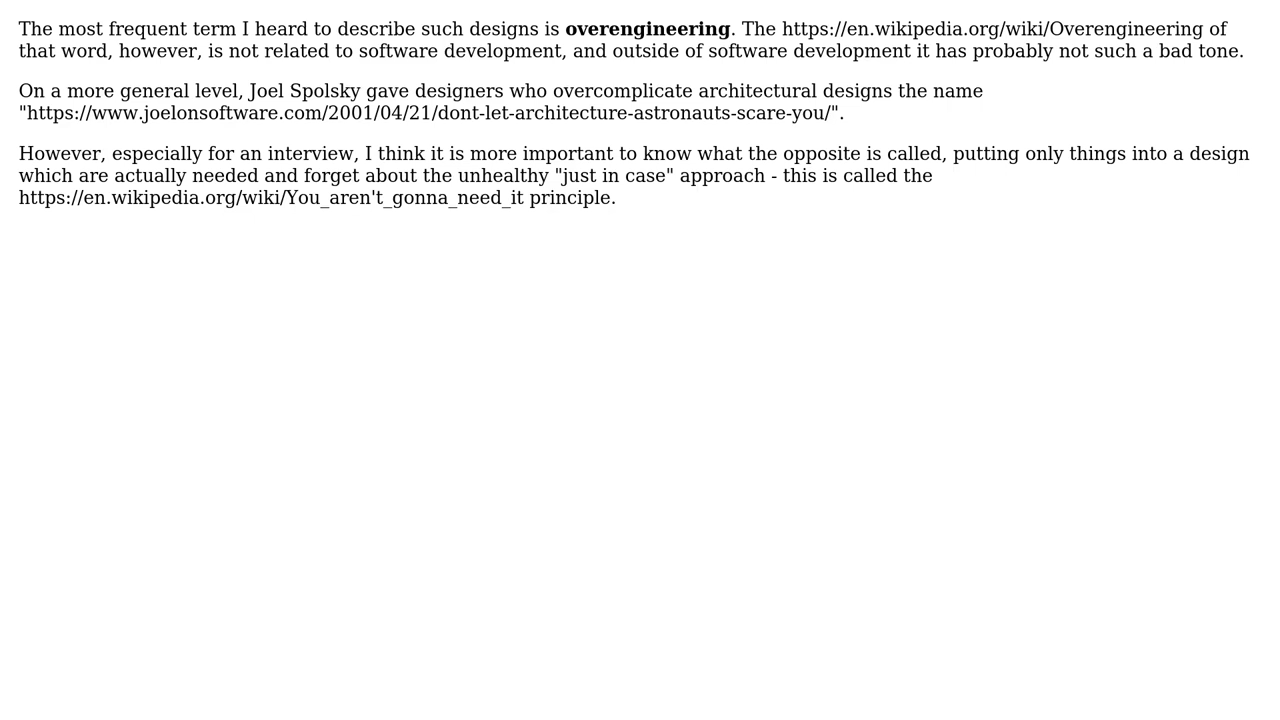 The most frequent term I heard to describe such designs is overengineering. The https://en.wikipedia.org/wiki/Overengineering of
that word, however, is not related to software development, and outside of software development it has probably not such a bad tone.
On a more general level, Joel Spolsky gave designers who overcomplicate architectural designs the name
"https://www.joelonsoftware.com/2001/04/21/dont-let-architecture-astronauts-scare-you/".
However, especially for an interview, I think it is more important to know what the opposite is called, putting only things into a design
which are actually needed and forget about the unhealthy "just in case" approach - this is called the
https://en.wikipedia.org/wiki/You_aren't_gonna_need_it principle.